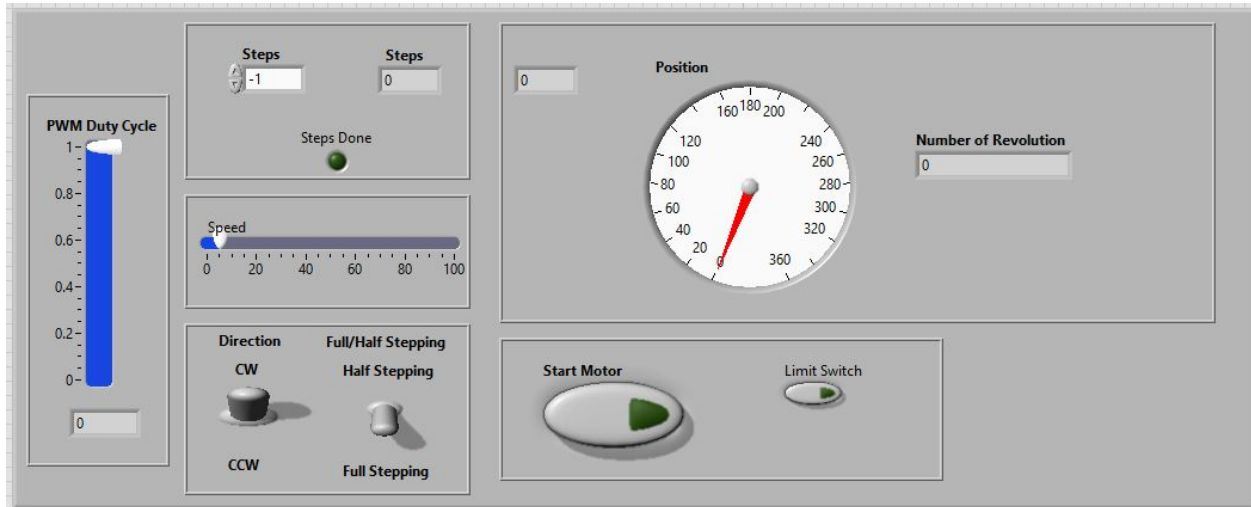 PWM Duty Cycle
1
0.8
0.6
0.4
0.2
0
0
Steps
-1
Steps
0
Steps Done
Speed
0 20 40 60 80 100
Direction
CW
CCW
Full/Half Stepping
Half Stepping
Full Stepping
0
Position
0
20
40
60
80
100
120
160
180
200
240
260
280
300
320
360
Number of Revolution
0
Start Motor
Limit Switch